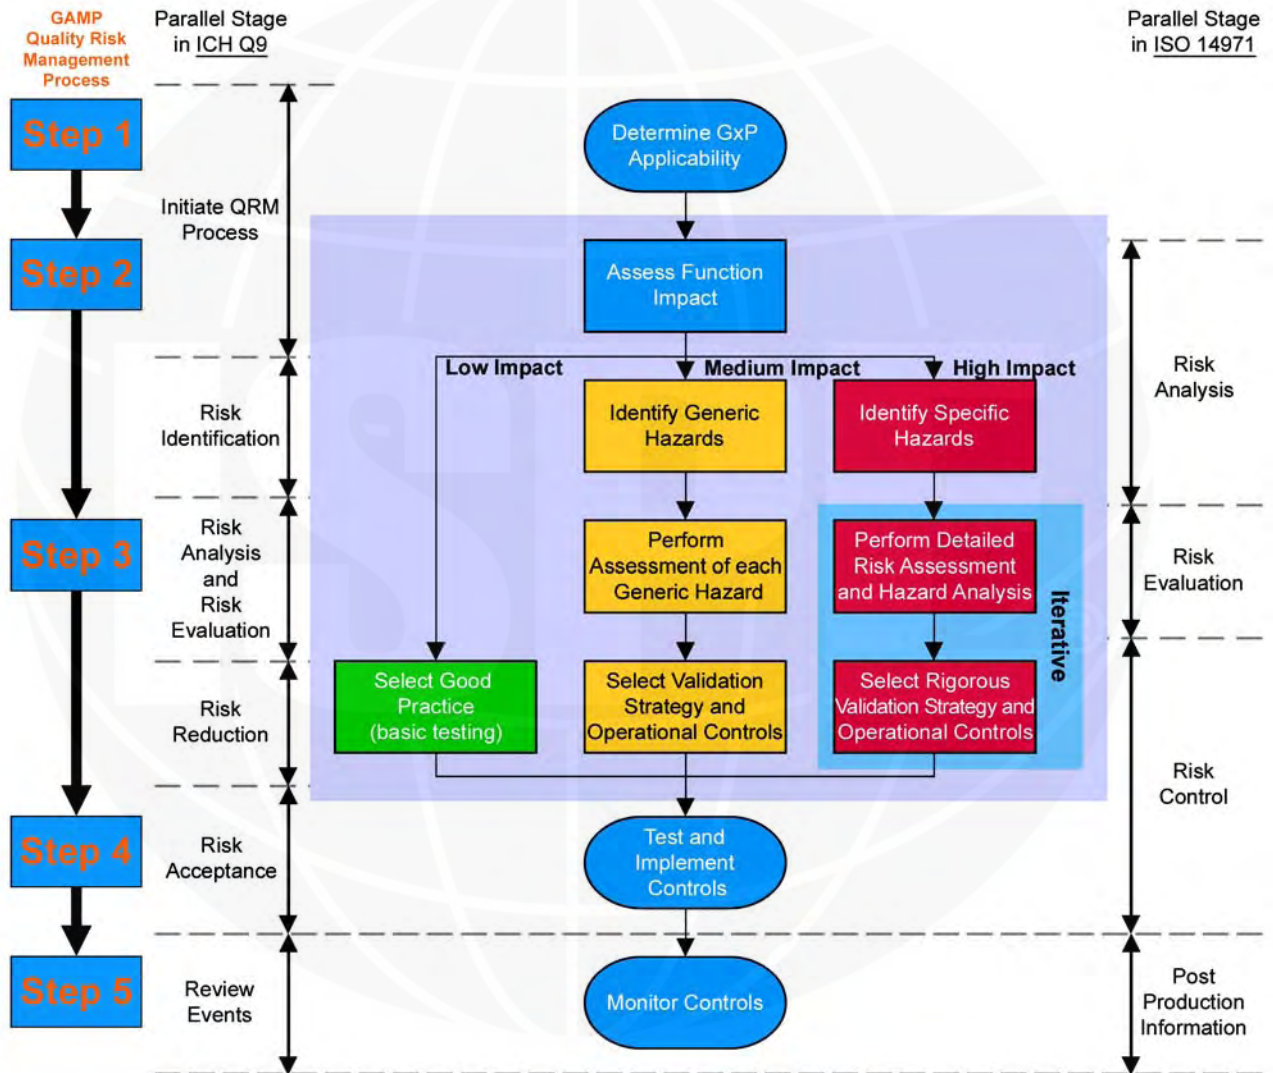 GAMP
Quality Risk
Management
Process
Parallel Stage
in ICH Q9
Parallel Stage
in ISO 14971
Step 1
Step 2
Step 3
Step 4
Step 5
Initiate QRM
Process
Risk
Identification
Risk
Analysis
and
Risk
Evaluation
Risk
Reduction
Risk
Acceptance
Review
Events
Determine GxP
Applicability
Assess Function
Impact
Low Impact
Medium Impact
High Impact
Identify Generic
Hazards
Identify Specific
Hazards
Perform
Assessment of each
Generic Hazard
Perform Detailed
Risk Assessment
and Hazard Analysis
Iterative
Select Good
Practice
(basic testing)
Select Validation
Strategy and
Operational Controls
Select Rigorous
Validation Strategy and
Operational Controls
Test and
Implement
Controls
Monitor Controls
Risk
Analysis
Risk
Evaluation
Risk
Control
Post
Production
Information
ISPE